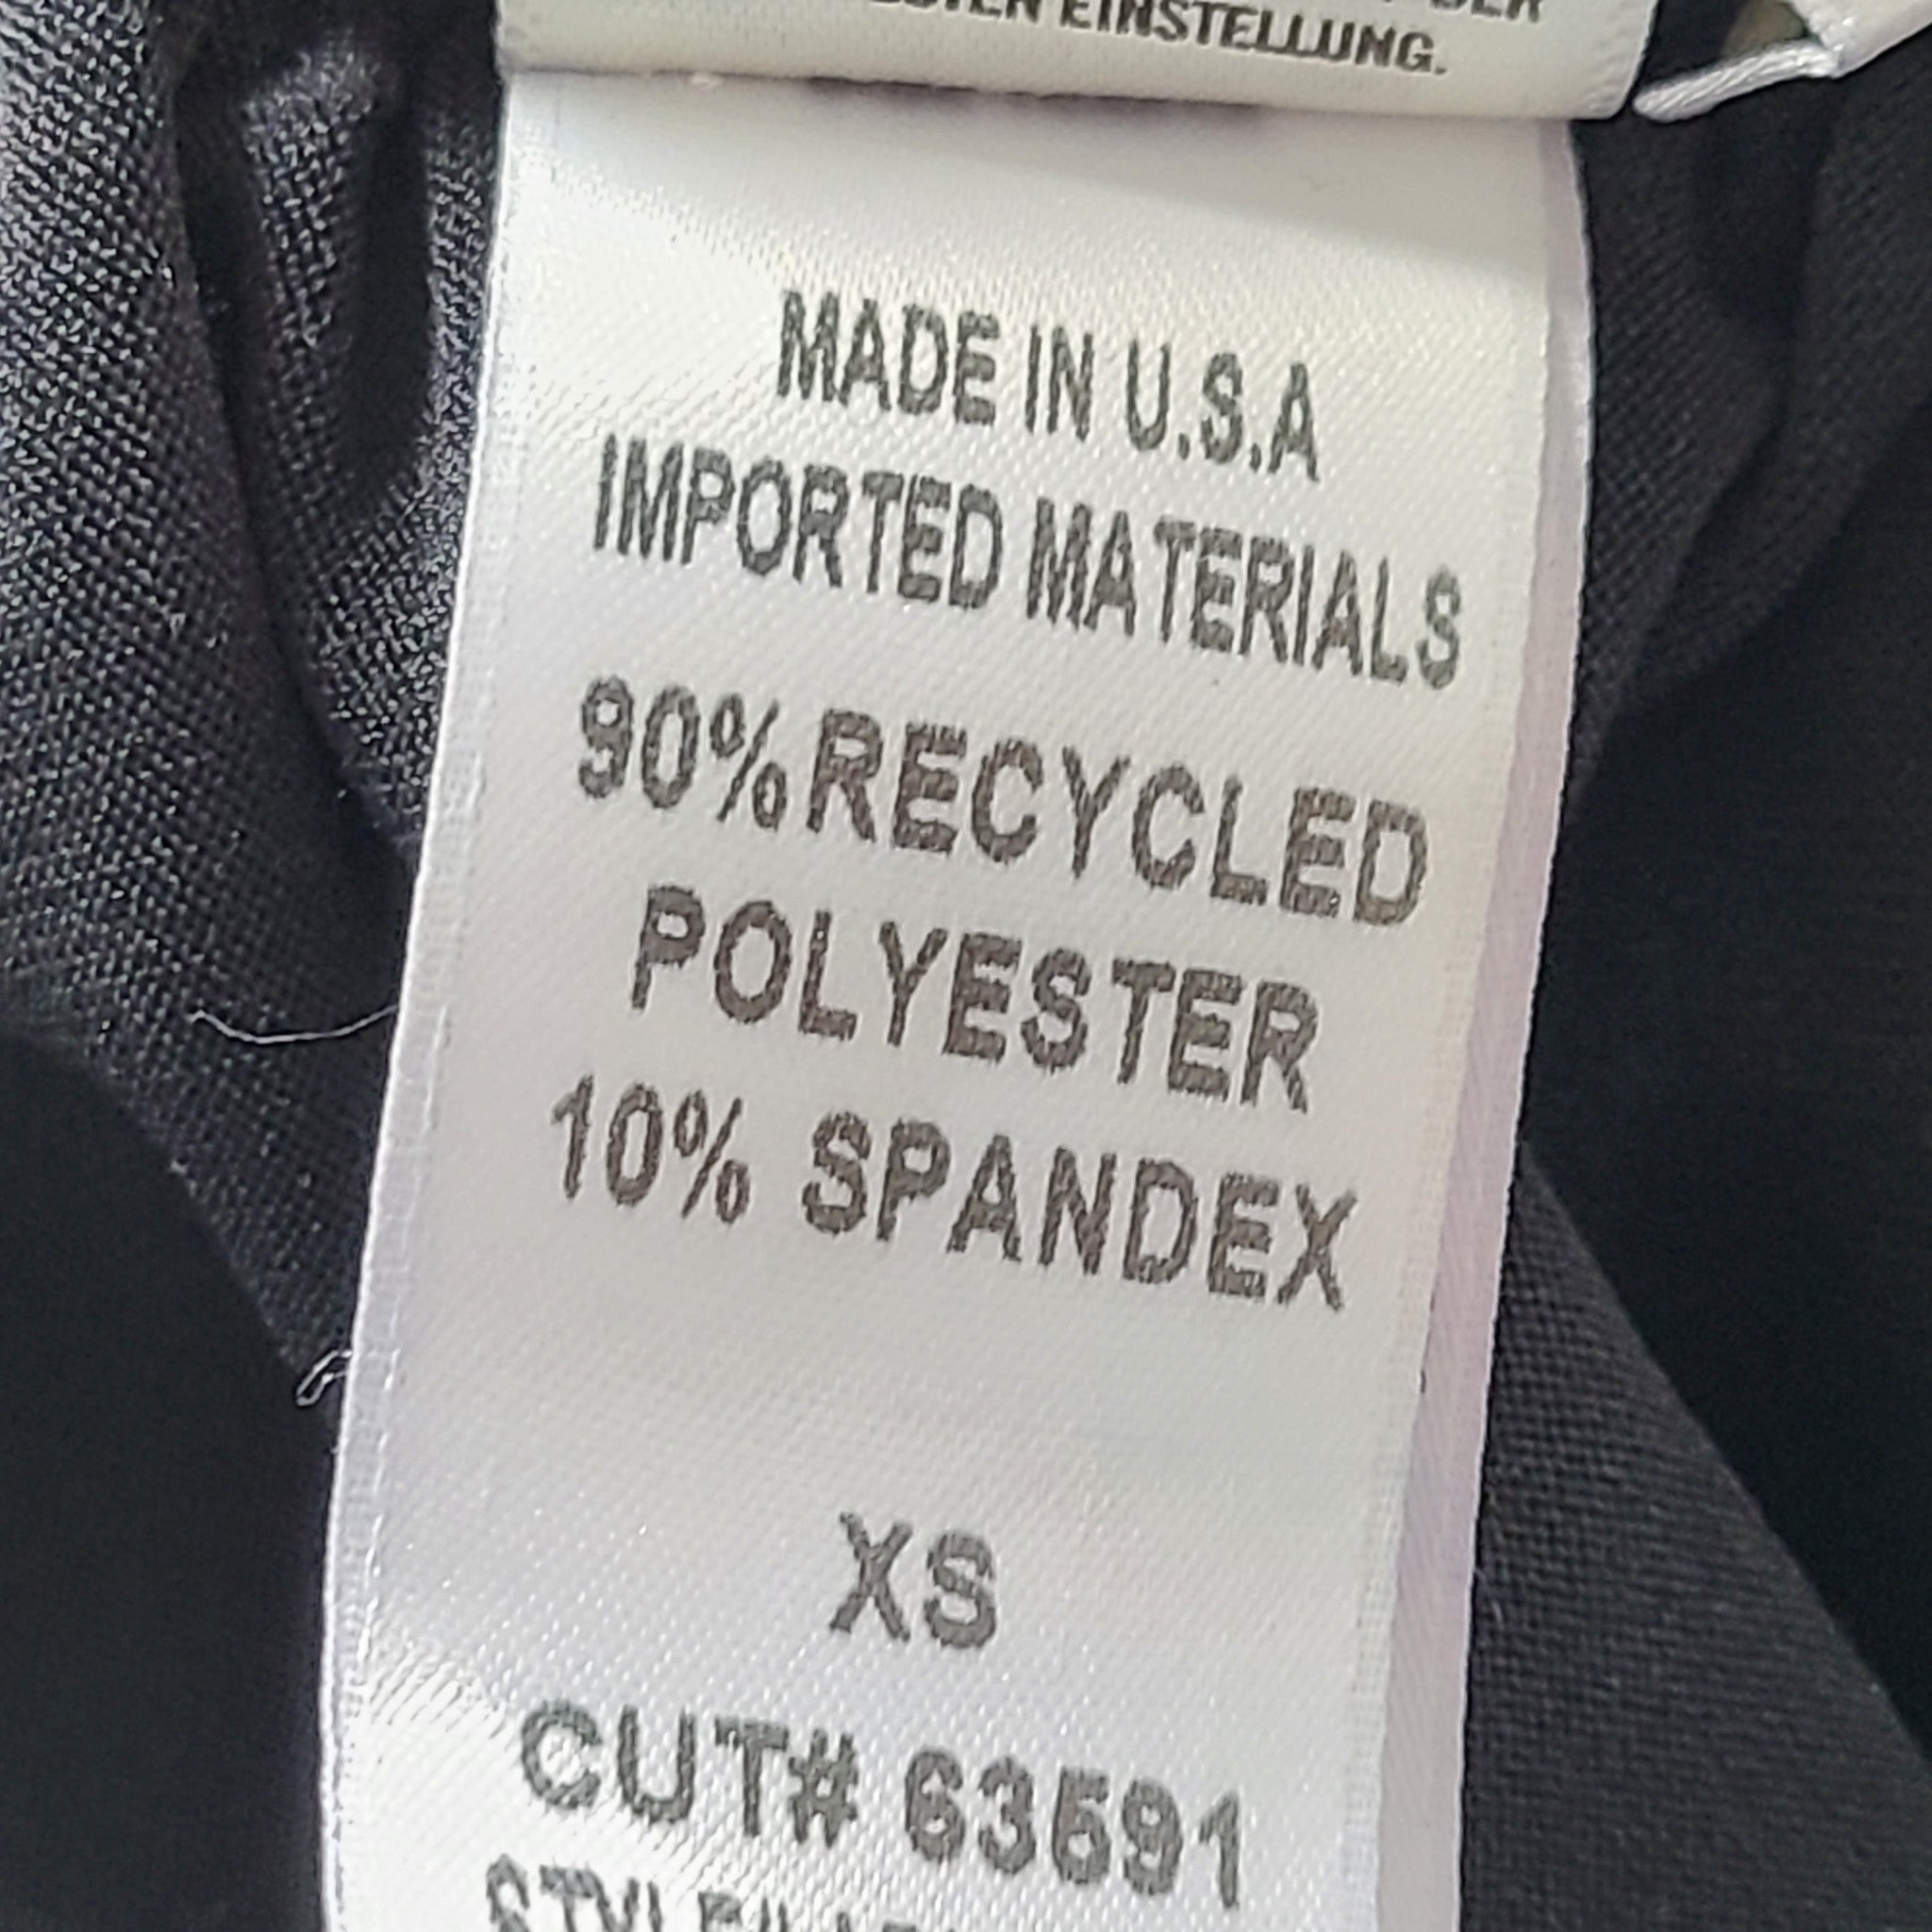 EINSTELLUNG.
MADE IN U.S.A
IMPORTED MATERIALS
90%RECYCLED
POLYESTER
10% SPANDEX
XS
CUT# 63591